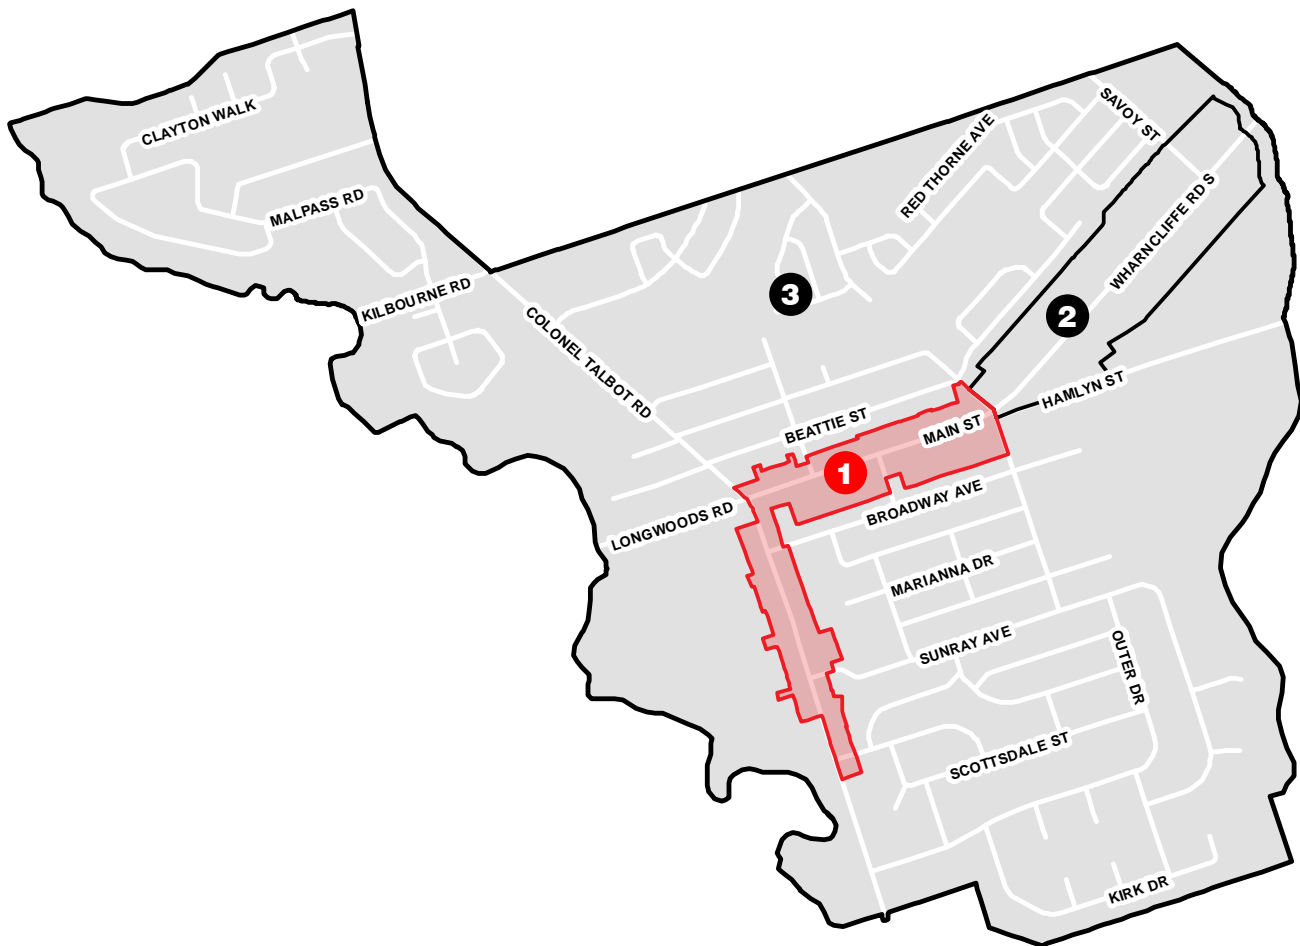 CLAYTON WALK
SAVOY ST
RED THORNE AVE
MALPASS RD
WHARNCLIFFE RD S
KILBOURNE RD
3
2
COLONEL TALBOT RD
HAMLYN ST
BEATTIE ST
MAIN ST
1
LONGWOODS RD
BROADWAY AVE
MARIANNA DR
SUNRAY AVE
OUTER DR
SCOTTSDALE ST
KIRK DR